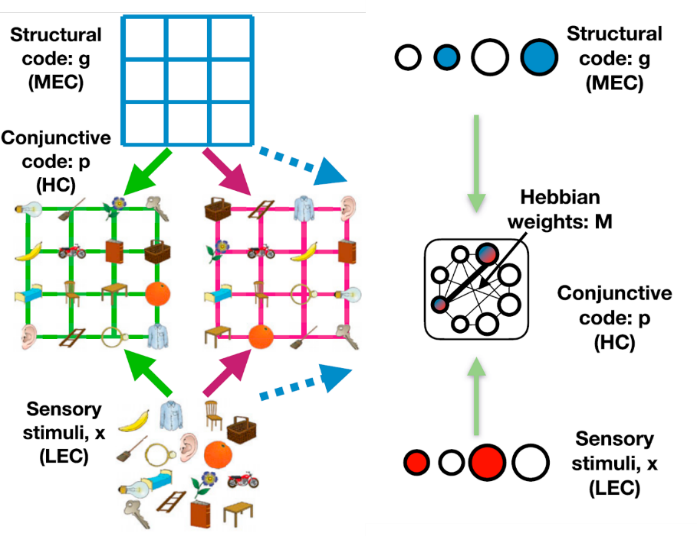 Structural
code: g
(MEC)
Conjunctive
code: p
(HC)
Sensory
stimuli, x
(LEC)
Structural
code: g
(MEC)
Hebbian
weights: M
Conjunctive
code: p
(HC)
Sensory
stimuli, x
(LEC)